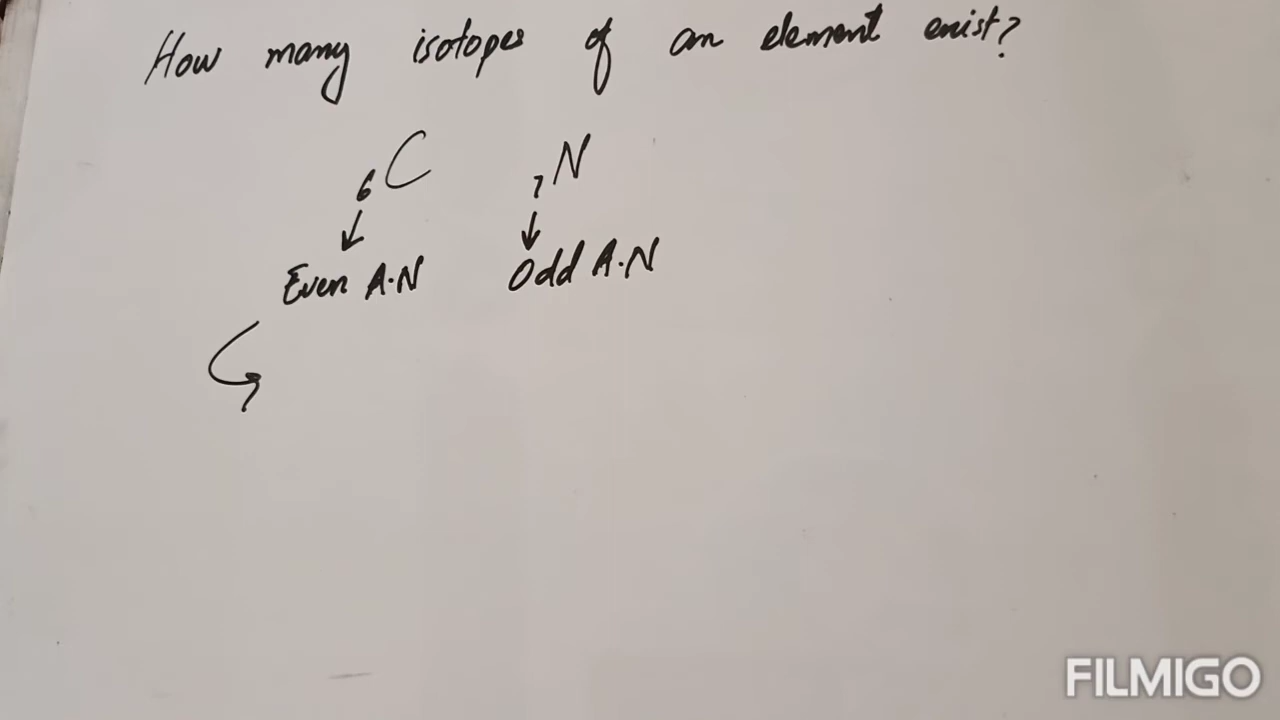 How many isotopes of an element exist?
6C 7N
Even A.N Odd A.N
FILMIGO